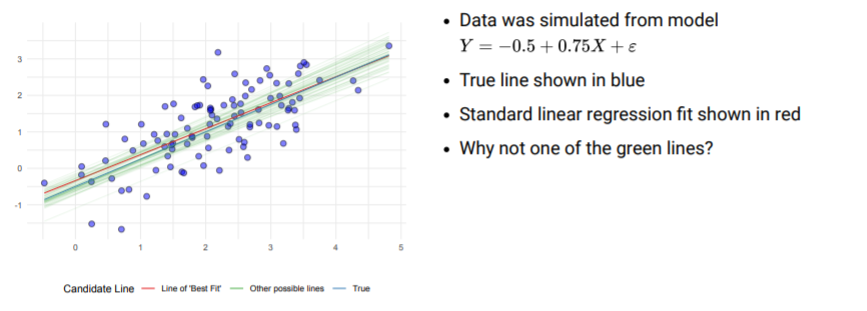 3
2
1
0
-1
0 1 2 3 4 5
Candidate Line Line of 'Best Fit' Other possible lines True
• Data was simulated from model
Y = −0.5 + 0.75X + ε
• True line shown in blue
• Standard linear regression fit shown in red
• Why not one of the green lines?